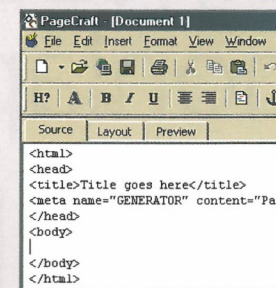 PageCraft - [Document 1]
File Edit Insert Format View Window
H? A B I U
Source Layout Preview
<html>
<head>
<title>Title goes here</title>
<meta name="GENERATOR" content="Pa
</head>
<body>
</body>
</html>